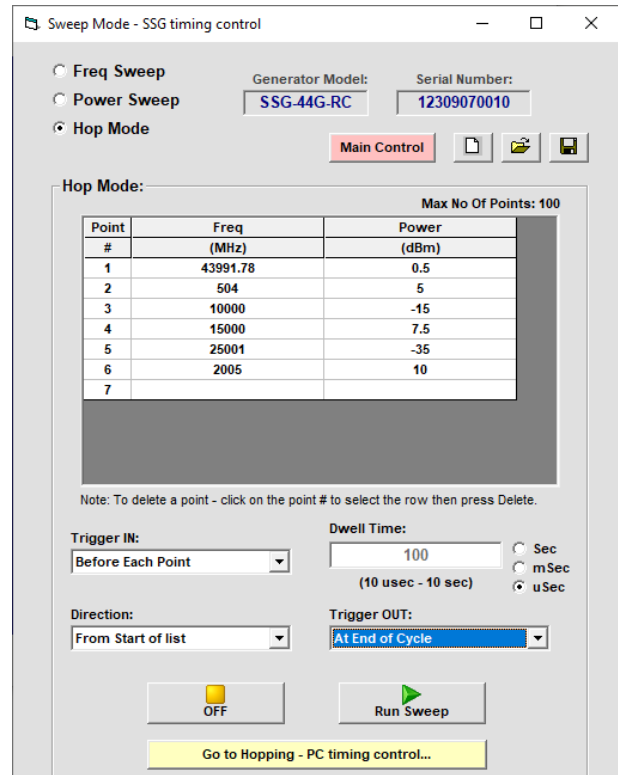 Sweep Mode - SSG timing control
Freq Sweep
Power Sweep
Hop Mode
Generator Model: Serial Number:
SSG-44G-RC 12309070010
Main Control
Hop Mode:
Max No Of Points: 100
Point Freq Power
# (MHz) (dBm)
1 43991.78 0.5
2 504 5
3 10000 -15
4 15000 7.5
5 25001 -35
6 2005 10
7
Note: To delete a point - click on the point # to select the row then press Delete.
Trigger IN:
Before Each Point
Dwell Time:
100
(10 usec - 10 sec)
Sec
mSec
uSec
Direction:
From Start of list
Trigger OUT:
At End of Cycle
OFF
Run Sweep
Go to Hopping - PC timing control...